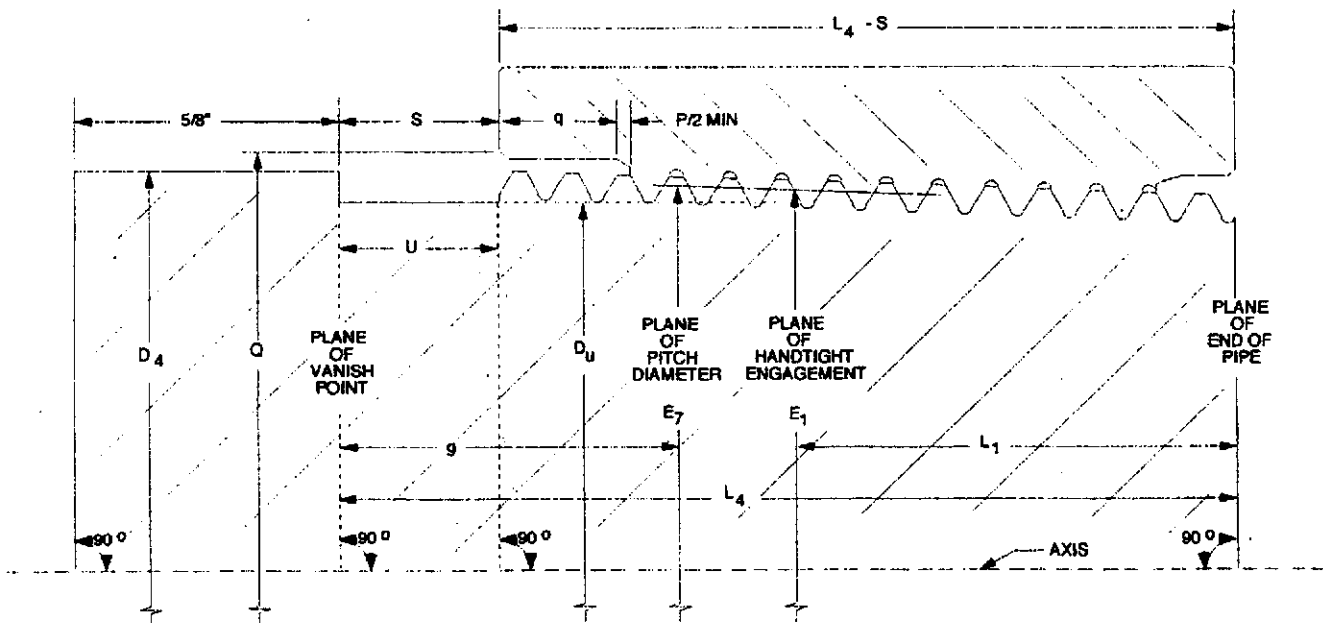 L4 - S
5/8"
S
q
P/2 MIN
U
D4
Q
PLANE
OF
VANISH
POINT
Du
PLANE
OF
PITCH
DIAMETER
E7
PLANE
OF
HANDTIGHT
ENGAGEMENT
E1
PLANE
OF
END OF
PIPE
g
L1
L4
90°
90°
90°
90°
AXIS